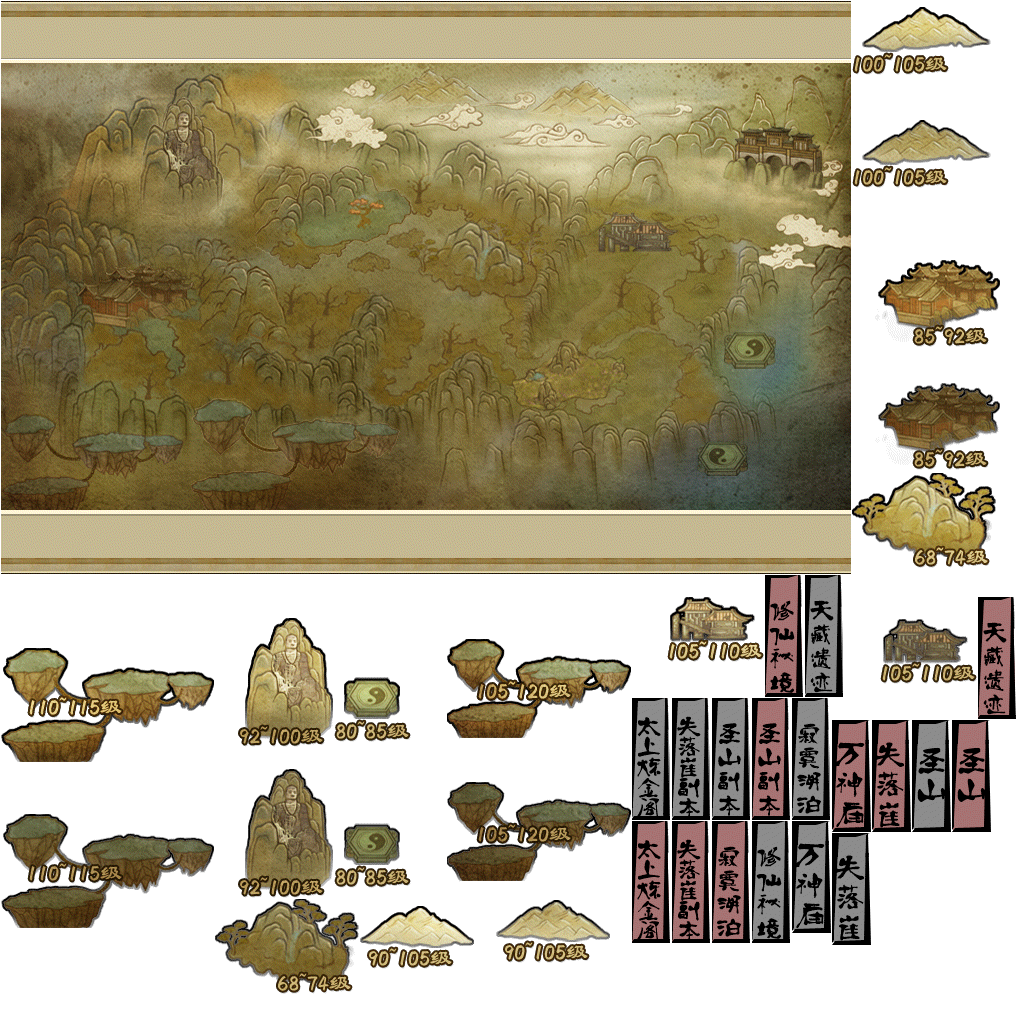 100~105级
100~105级
85~92级
85~92级
68~74级
修仙秘境
天藏遗迹
105~110级
105~110级
天藏遗迹
110~115级
92~100级
80~85级
105~120级
太上炼金阁
失落崖副本
圣山副本
圣山副本
寂霓湖泊
万神庙
失落崖
圣山
圣山
110~115级
92~100级
80~85级
105~120级
太上炼金阁
失落崖副本
寂霓湖泊
修仙秘境
万神庙
失落崖
68~74级
90~105级
90~105级